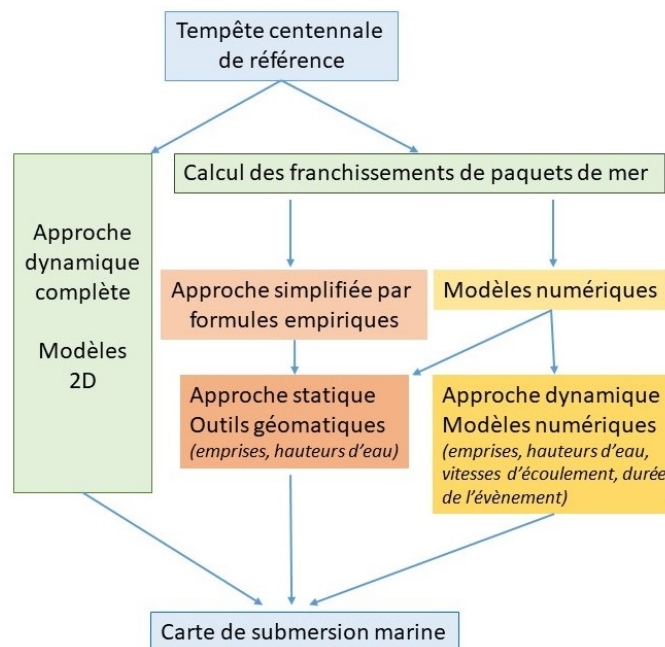 Tempête centennale
de référence
Calcul des franchissements de paquets de mer
Approche
dynamique
complète
Modèles
2D
Approche simplifiée par
formules empiriques
Modèles numériques
Approche statique
Outils géomatiques
(emprises, hauteurs d'eau)
Approche dynamique
Modèles numériques
(emprises, hauteurs d'eau,
vitesses d'écoulement, durée
de l'évènement)
Carte de submersion marine